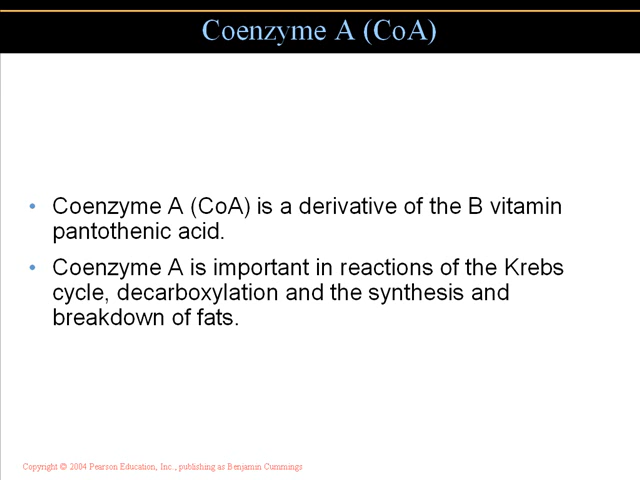 Coenzyme A (CoA)
• Coenzyme A (CoA) is a derivative of the B vitamin
pantothenic acid.
• Coenzyme A is important in reactions of the Krebs
cycle, decarboxylation and the synthesis and
breakdown of fats.
Copyright © 2004 Pearson Education, Inc., publishing as Benjamin Cummings